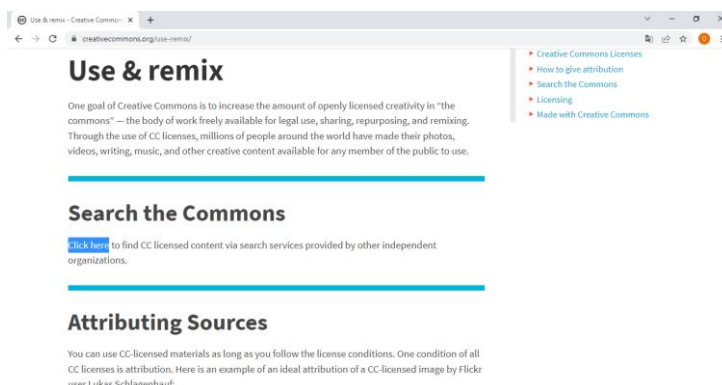 Use & remix - Creative Common
creativecommons.org/use-remix/
Use & remix
One goal of Creative Commons is to increase the amount of openly licensed creativity in "the
commons" — the body of work freely available for legal use, sharing, repurposing, and remixing.
Through the use of CC licenses, millions of people around the world have made their photos,
videos, writing, music, and other creative content available for any member of the public to use.
Search the Commons
Click here to find CC licensed content via search services provided by other independent
organizations.
Attributing Sources
You can use CC-licensed materials as long as you follow the license conditions. One condition of all
CC licenses is attribution. Here is an example of an ideal attribution of a CC-licensed image by Flickr
user Lukas Schlagenhauf:
Creative Commons Licenses
How to give attribution
Search the Commons
Licensing
Made with Creative Commons